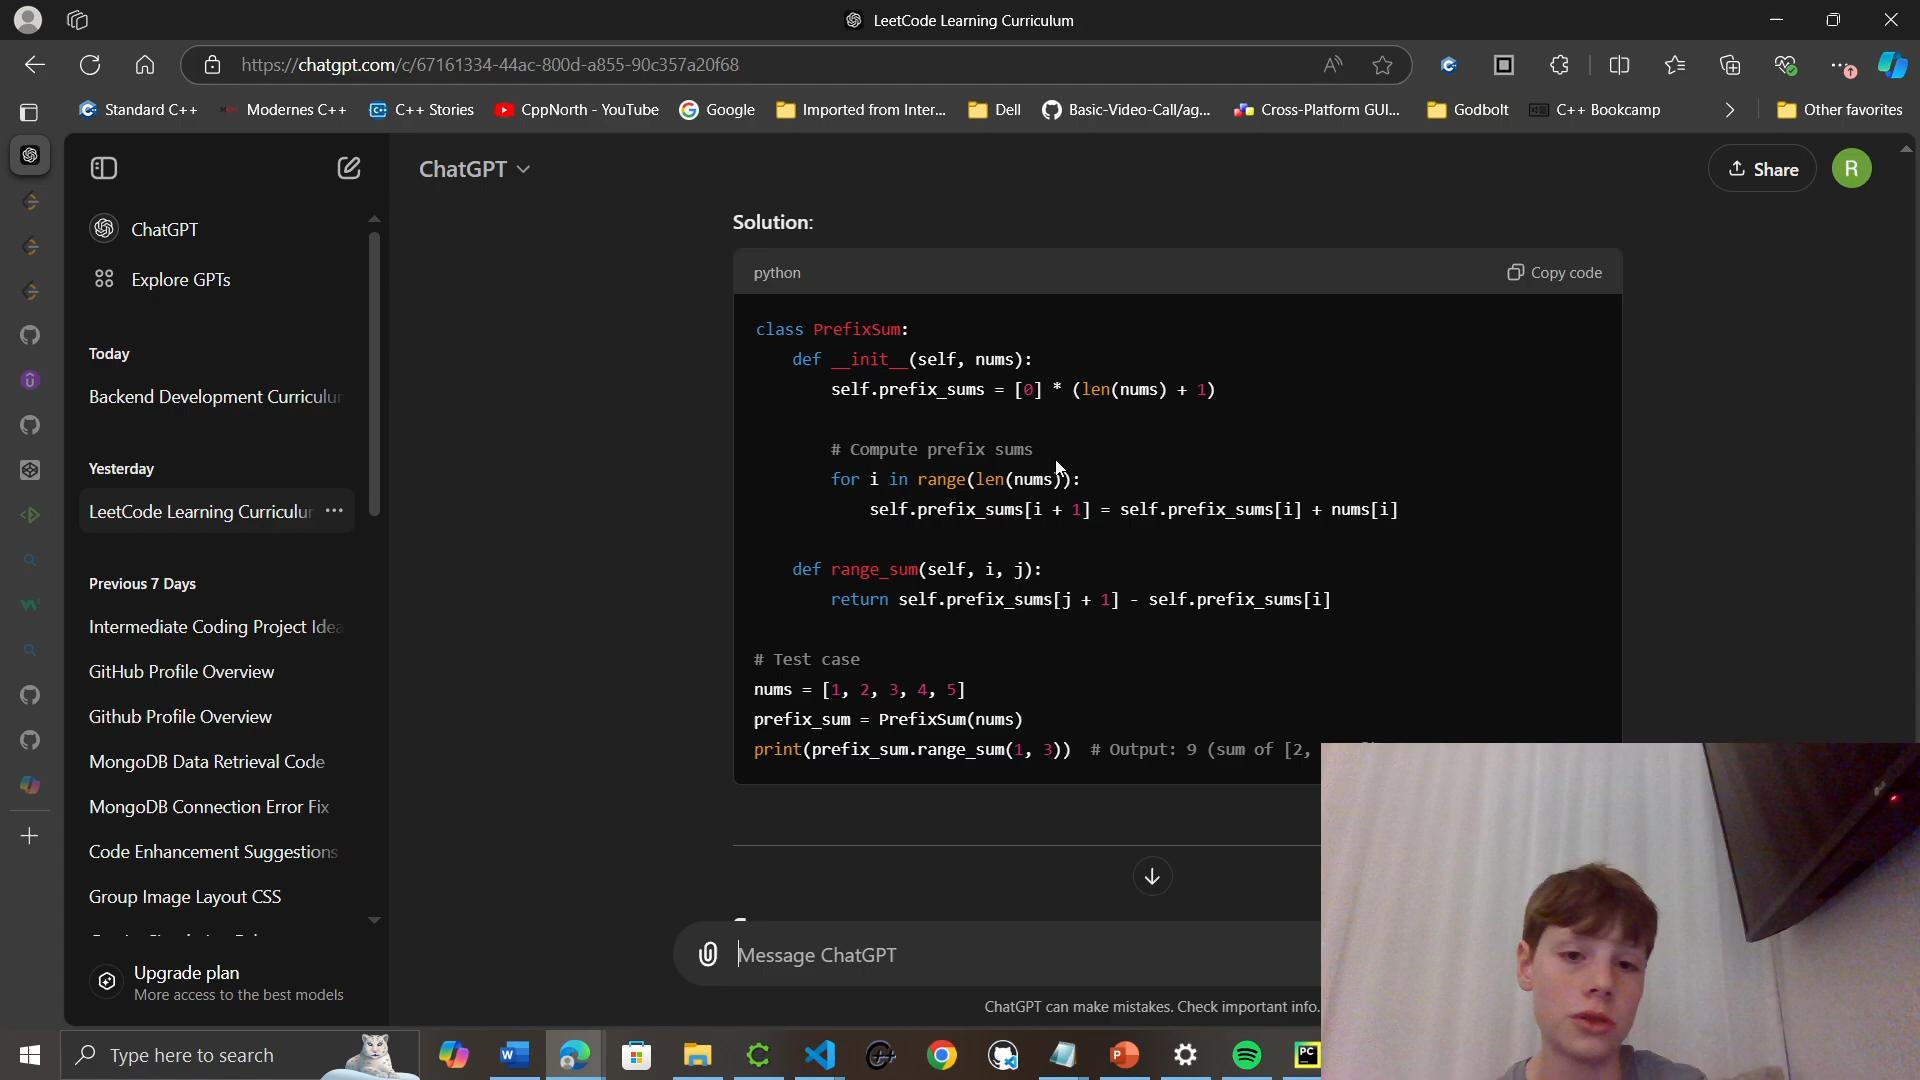 LeetCode Learning Curriculum
https://chatgpt.com/c/67161334-44ac-800d-a855-90c357a20f68
Standard C++
Modernes C++
C++ Stories
CppNorth - YouTube
Google
Imported from Inter...
Dell
Basic-Video-Call/ag...
Cross-Platform GUI...
Godbolt
C++ Bookcamp
Other favorites
ChatGPT
Share
R
ChatGPT
Explore GPTs
Today
Backend Development Curriculu
Yesterday
LeetCode Learning Curriculu
Previous 7 Days
Intermediate Coding Project Idea
GitHub Profile Overview
Github Profile Overview
MongoDB Data Retrieval Code
MongoDB Connection Error Fix
Code Enhancement Suggestions
Group Image Layout CSS
Upgrade plan
More access to the best models
Solution:
python
Copy code
class PrefixSum:
def __init__(self, nums):
self.prefix_sums = [0] * (len(nums) + 1)
# Compute prefix sums
for i in range(len(nums)):
self.prefix_sums[i + 1] = self.prefix_sums[i] + nums[i]
def range_sum(self, i, j):
return self.prefix_sums[j + 1] - self.prefix_sums[i]
# Test case
nums = [1, 2, 3, 4, 5]
prefix_sum = PrefixSum(nums)
print(prefix_sum.range_sum(1, 3)) # Output: 9 (sum of [2,
Message ChatGPT
ChatGPT can make mistakes. Check important info.
Type here to search